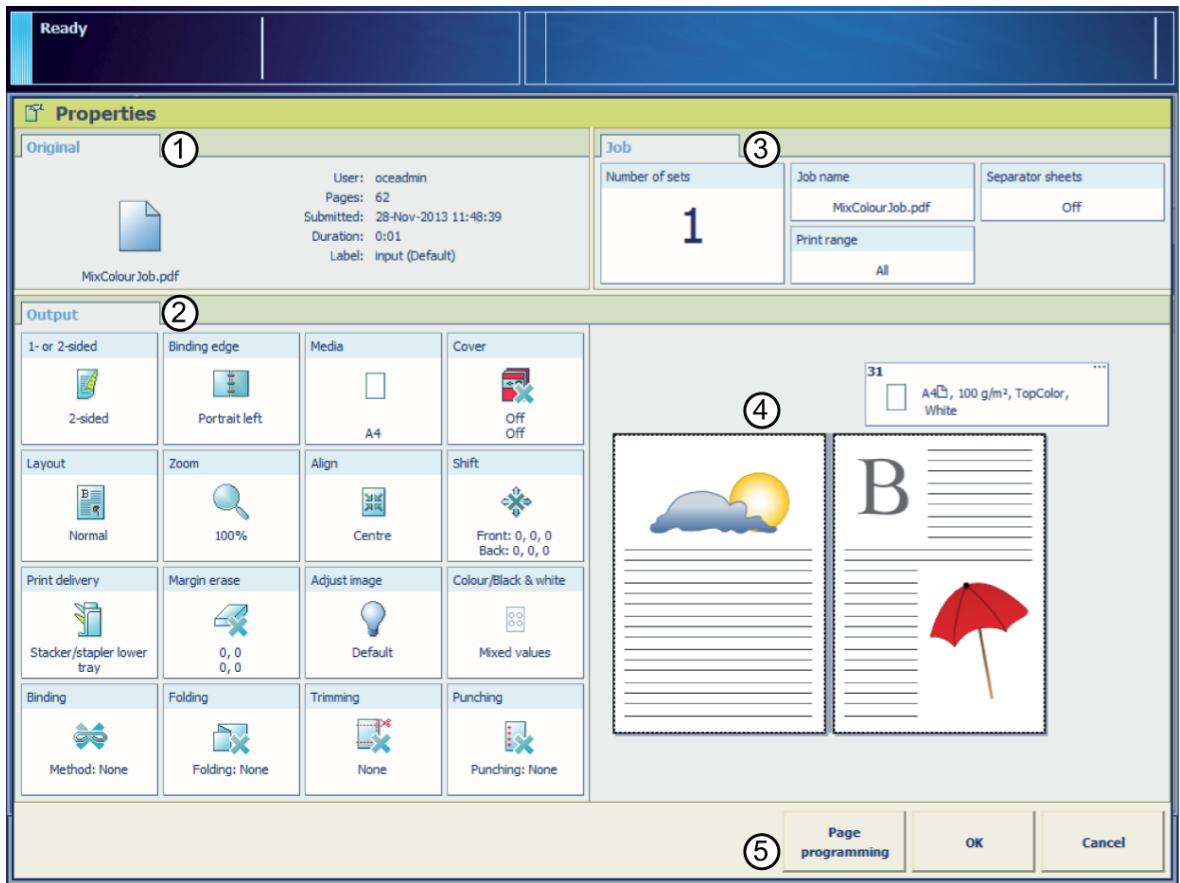 Ready
Properties
Original
1
User: oceadmin
Pages: 62
Submitted: 28-Nov-2013 11:48:39
Duration: 0:01
Label: input (Default)
MixColourJob.pdf
Job
3
Number of sets
1
Job name
MixColourJob.pdf
Separator sheets
Off
Print range
All
Output
2
1- or 2-sided
2-sided
Binding edge
Portrait left
Media
A4
Cover
Off
Off
Layout
Normal
Zoom
100%
Align
Centre
Shift
Front: 0, 0, 0
Back: 0, 0, 0
Print delivery
Stacker/stapler lower
tray
Margin erase
0, 0
0, 0
Adjust image
Default
Colour/Black & white
Mixed values
Binding
Method: None
Folding
Folding: None
Trimming
None
Punching
Punching: None
4
31
...
A4, 100 g/m², TopColor,
White
B
5
Page
programming
OK
Cancel